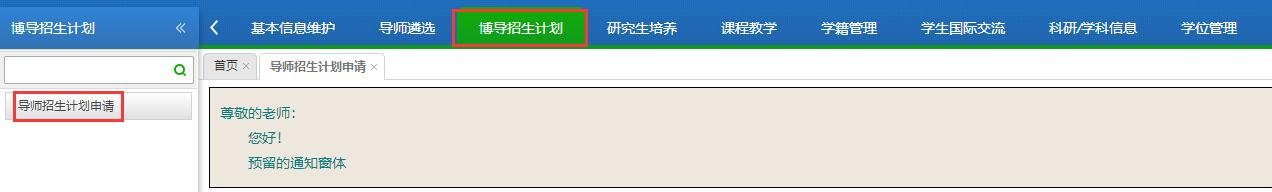 博导招生计划
基本信息维护 导师遴选 博导招生计划 研究生培养 课程教学 学籍管理 学生国际交流 科研/学科信息 学位管理
首页 导师招生计划申请
导师招生计划申请
尊敬的老师：
您好！
预留的通知窗体